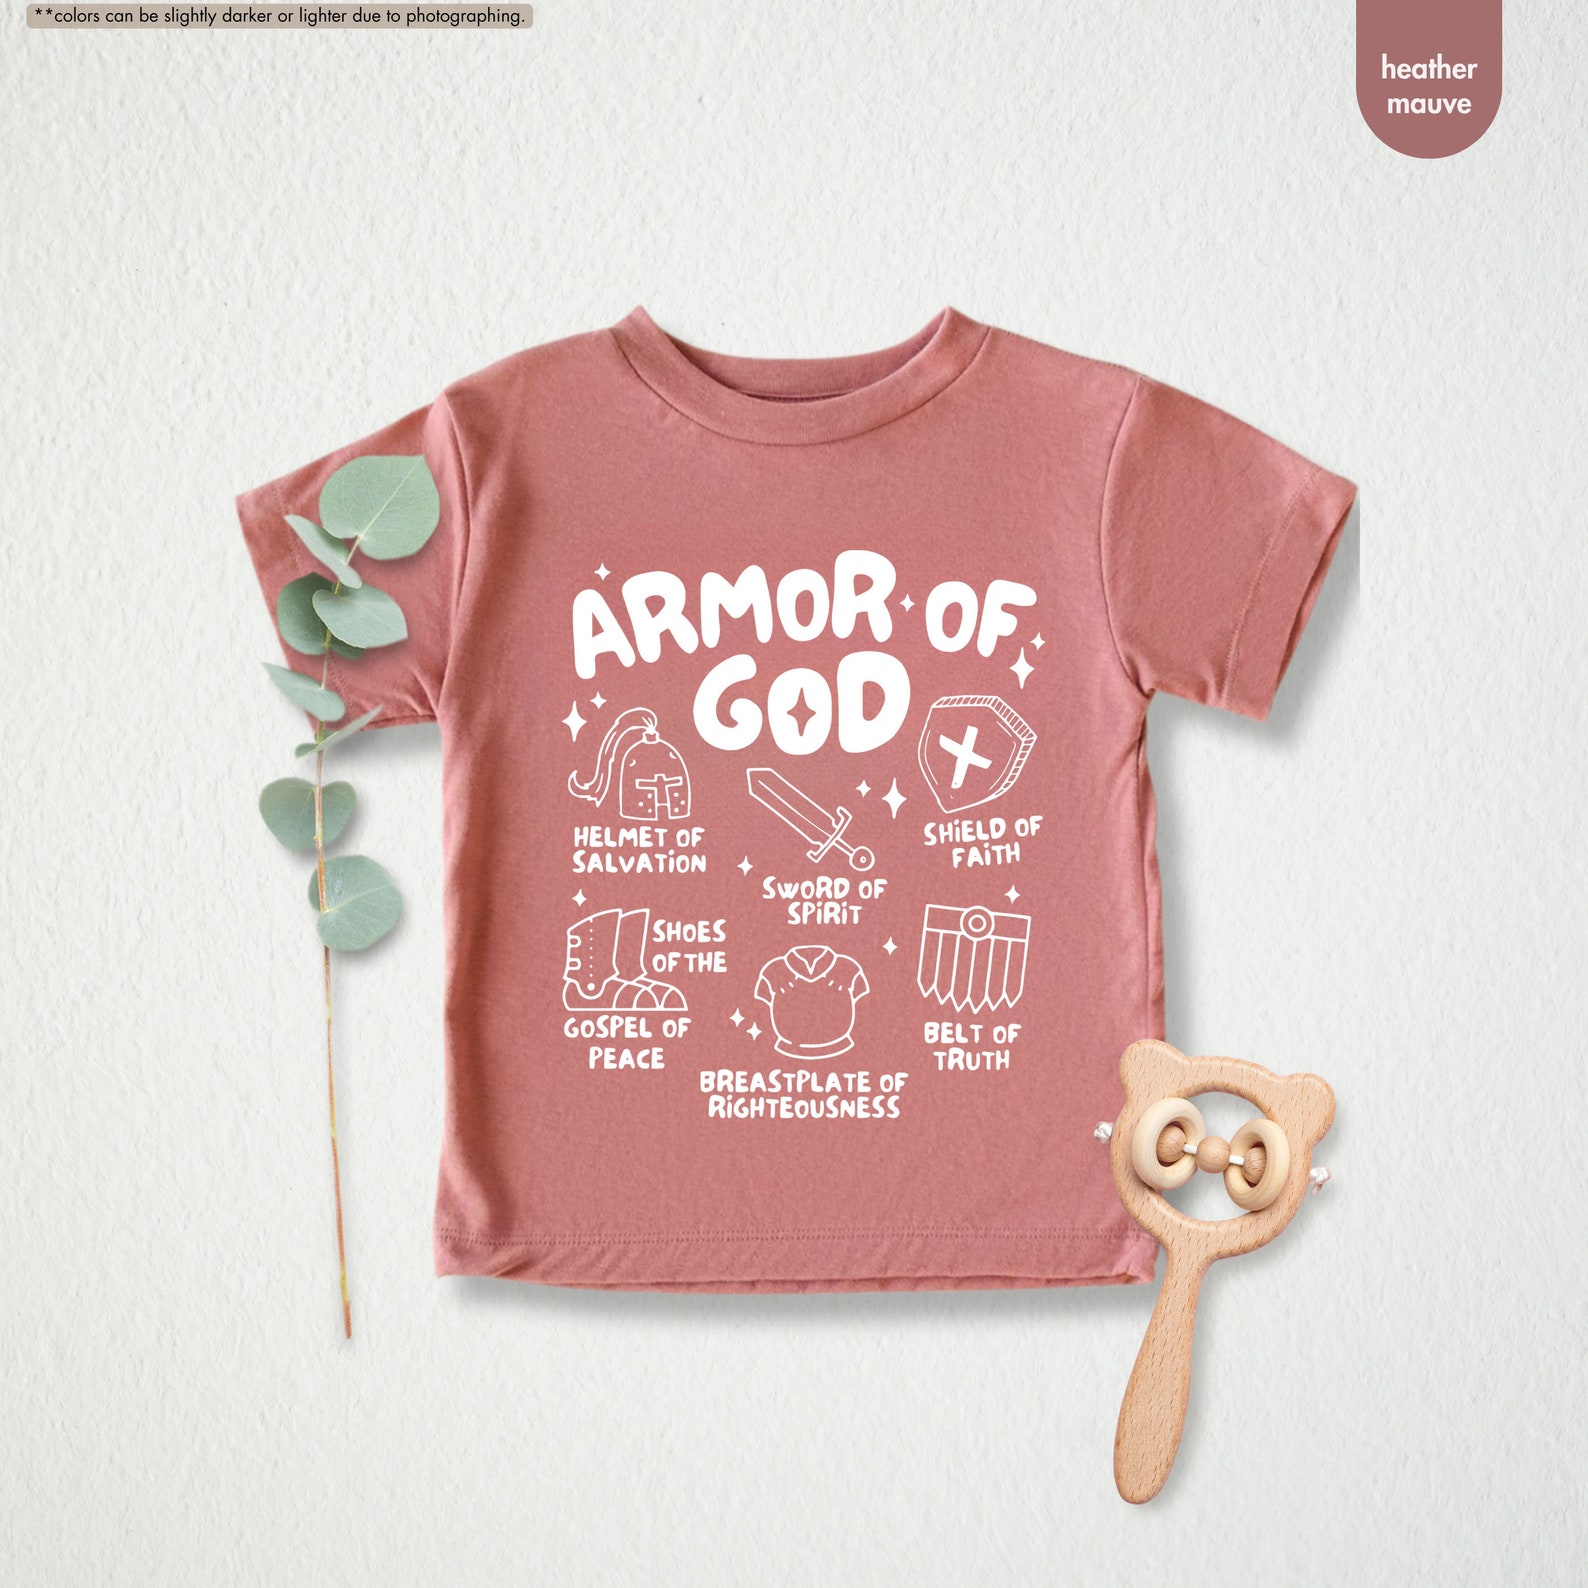 **colors can be slightly darker or lighter due to photographing.
heather
mauve
ARMOR OF
GOD
HELMET OF
SALVATION
SWORD OF
SPIRIT
SHIELD OF
FAITH
SHOES
OF THE
GOSPEL OF
PEACE
BREASTPLATE OF
RIGHTEOUSNESS
BELT OF
TRUTH